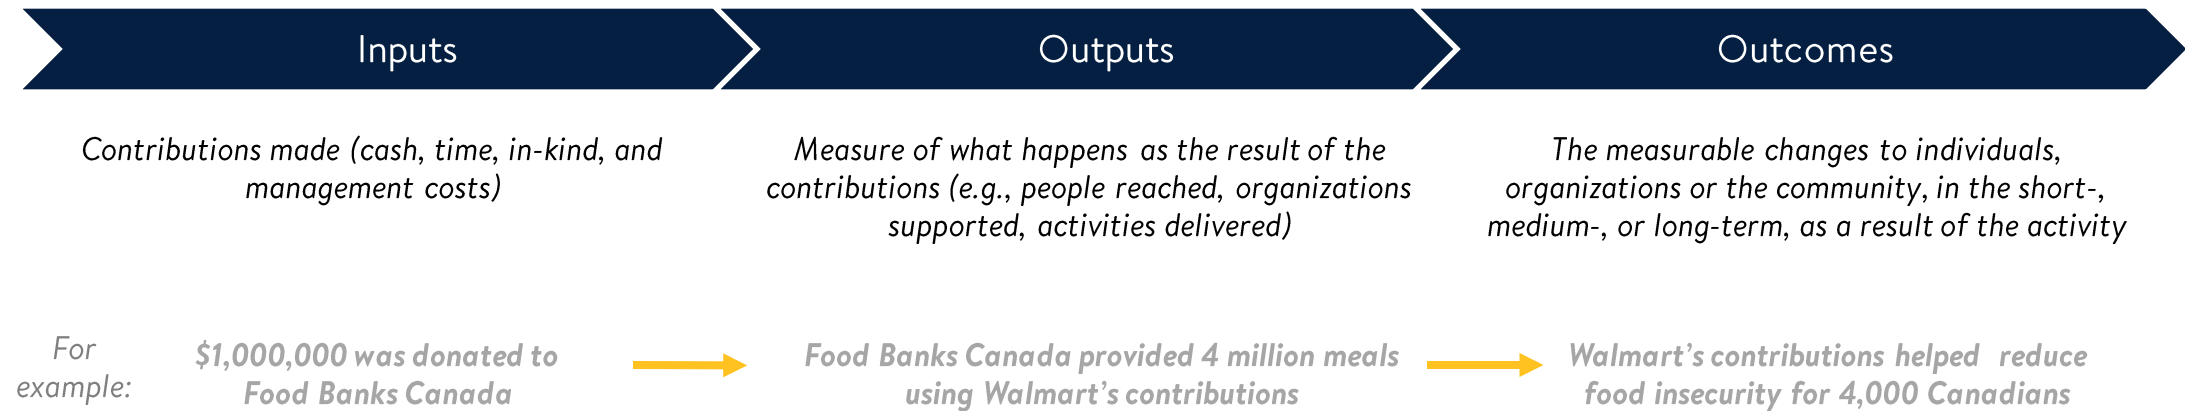 Inputs
Outputs
Outcomes
Contributions made (cash, time, in-kind, and
management costs)
Measure of what happens as the result of the
contributions (e.g., people reached, organizations
supported, activities delivered)
The measurable changes to individuals,
organizations or the community, in the short-,
medium-, or long-term, as a result of the activity
For
example:
$1,000,000 was donated to
Food Banks Canada
Food Banks Canada provided 4 million meals
using Walmart's contributions
Walmart's contributions helped reduce
food insecurity for 4,000 Canadians